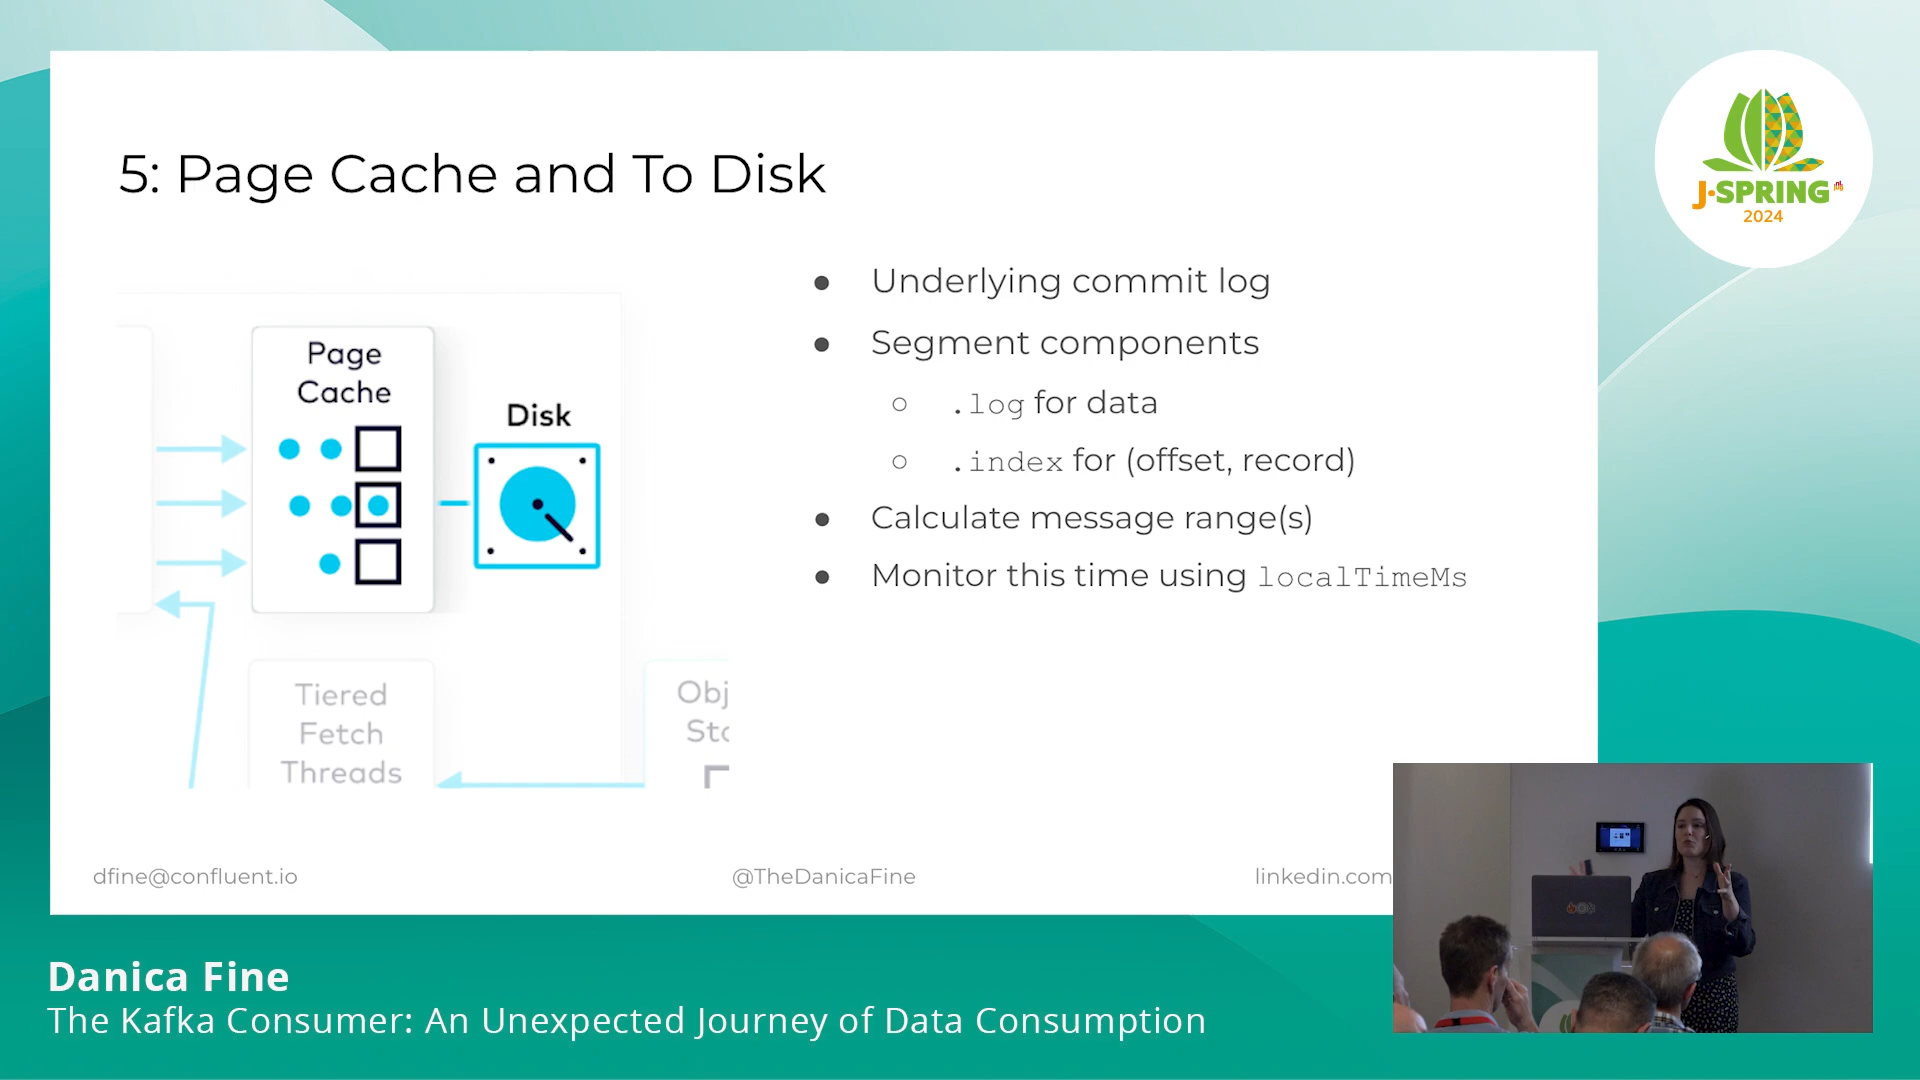 5: Page Cache and To Disk
● Underlying commit log
● Segment components
○ .log for data
○ .index for (offset, record)
● Calculate message range(s)
● Monitor this time using localTimeMs
Page
Cache
Disk
Tiered
Fetch
Threads
Obj
Sto
dfine@confluent.io
@TheDanicaFine
linkedin.com
J-SPRING
2024
Danica Fine
The Kafka Consumer: An Unexpected Journey of Data Consumption